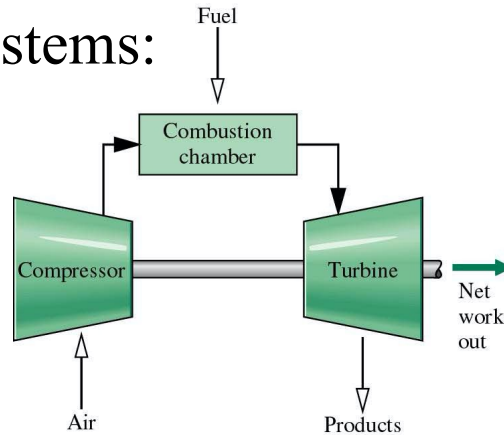 stems:
Fuel
Combustion
chamber
Compressor
Turbine
Net
work
out
Air
Products